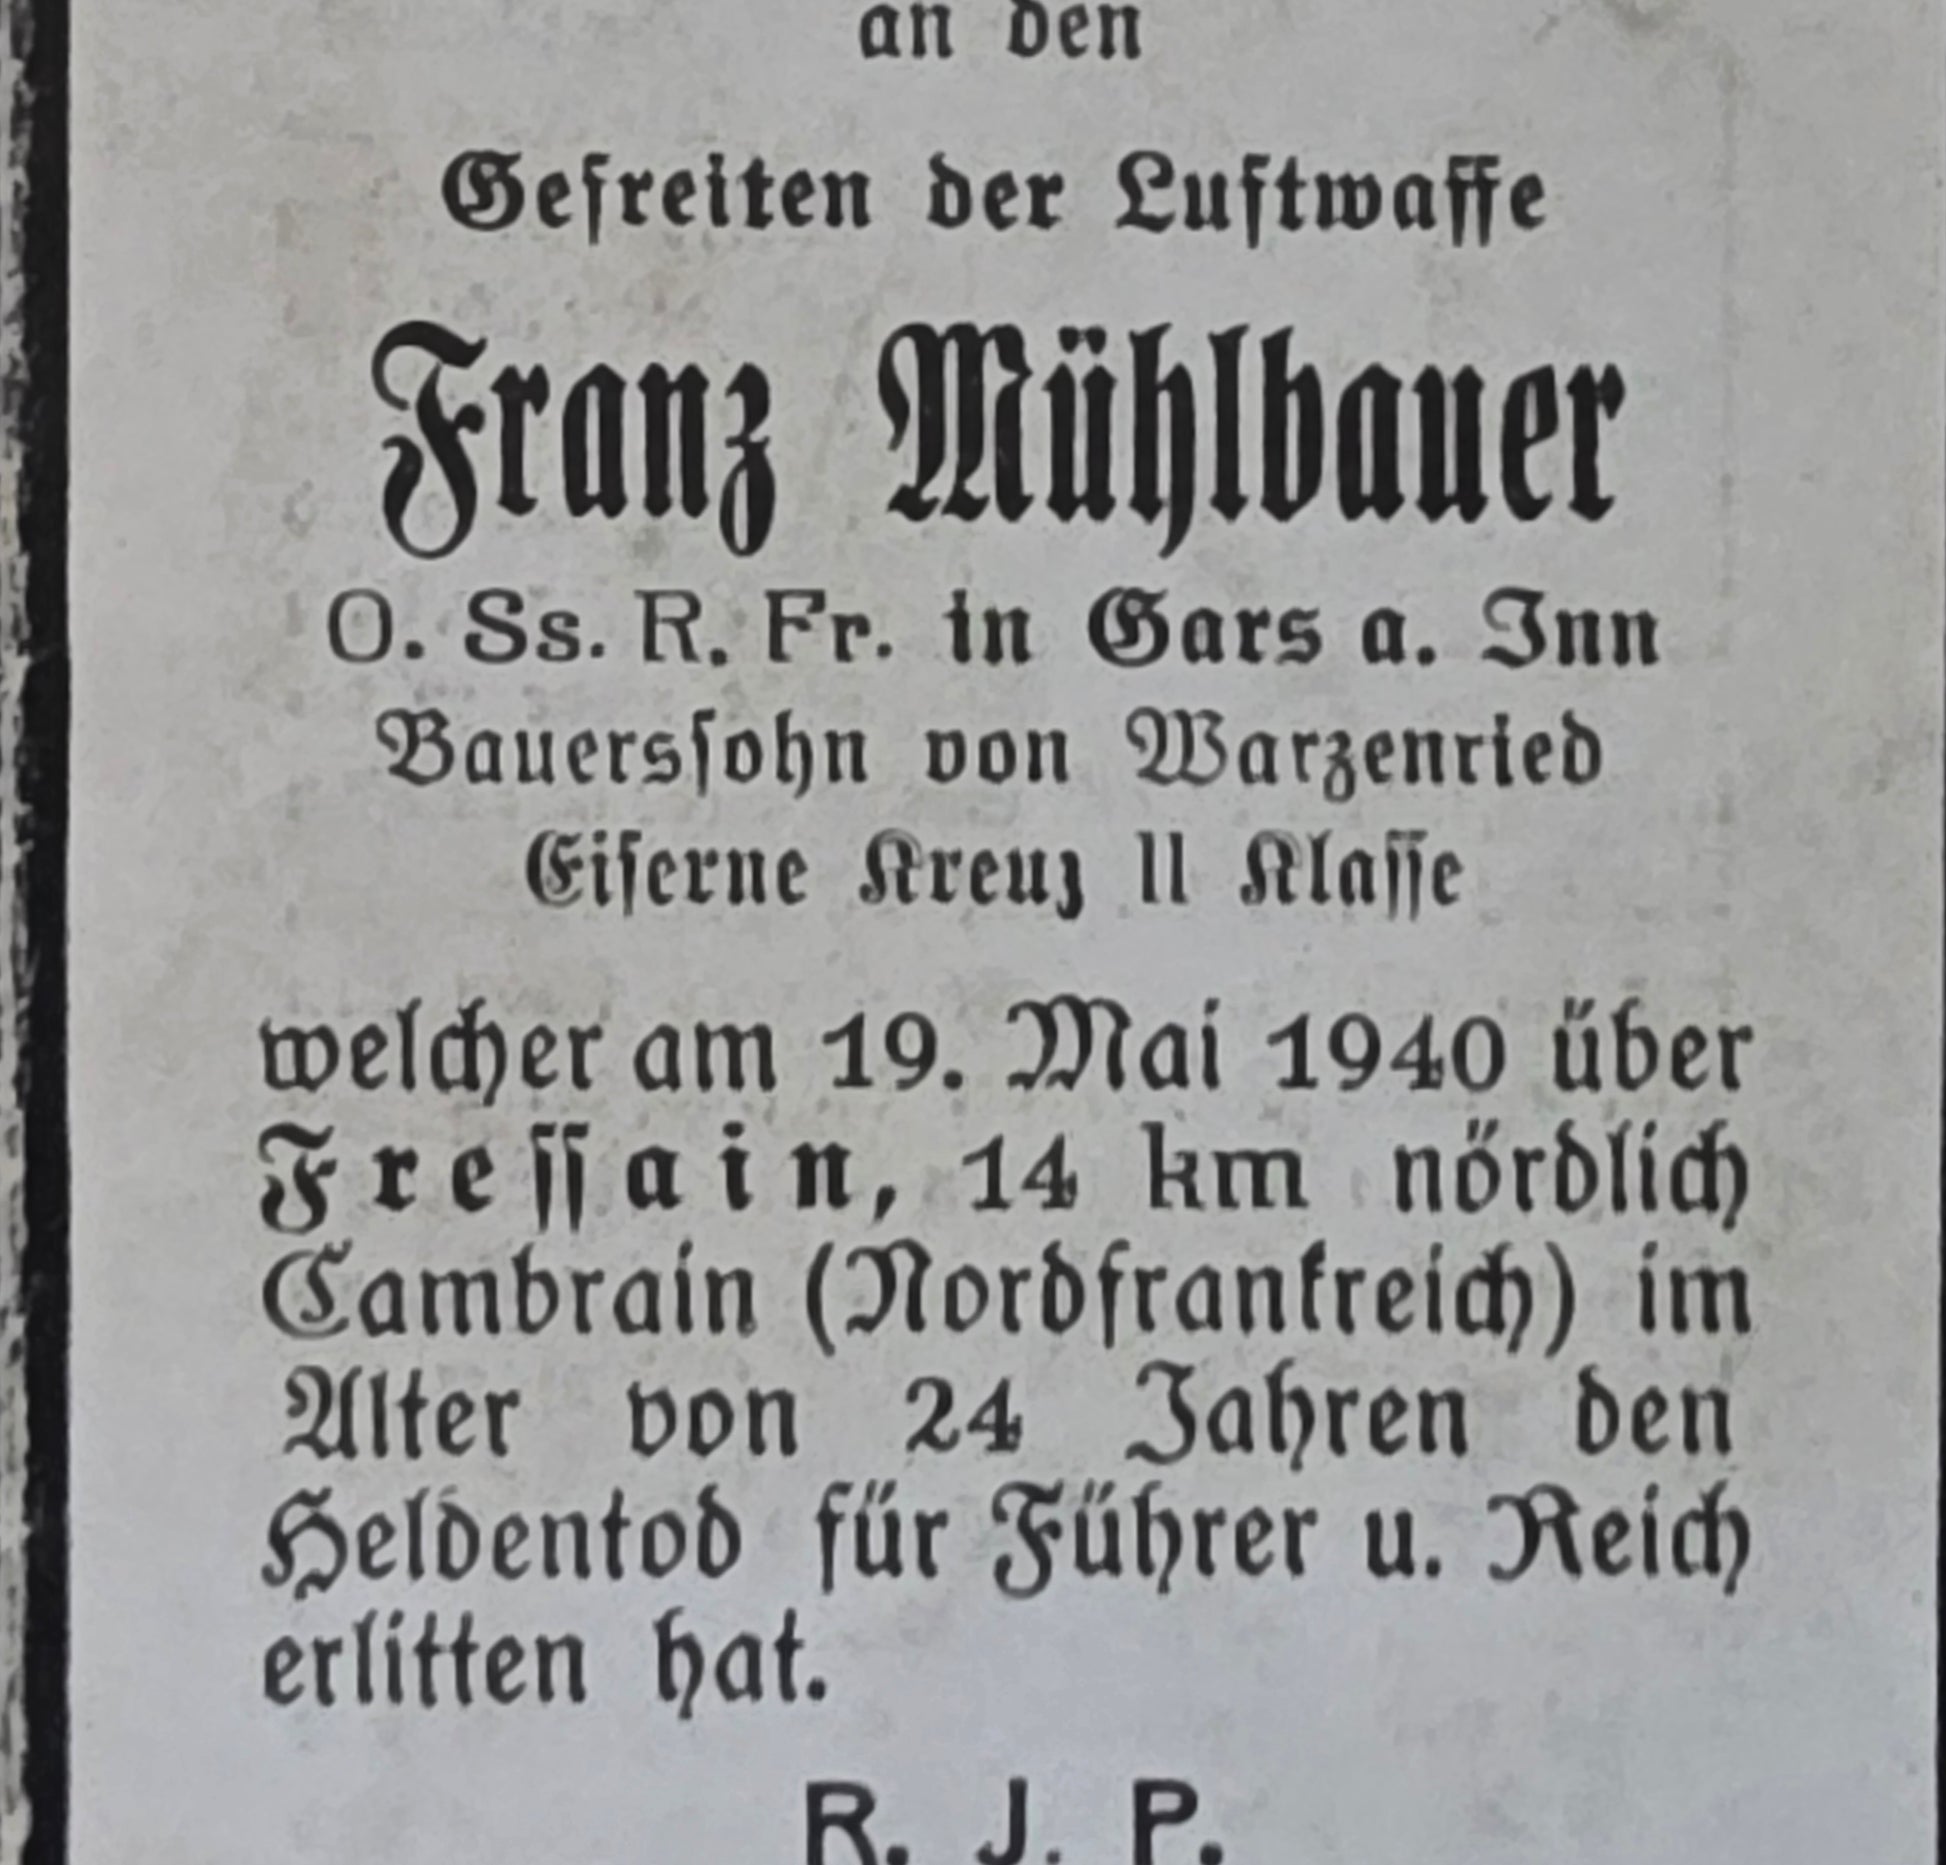 an den
Gefreiten der Luftwaffe
Franz Mühlbauer
O. Ss. R. Fr. in Gars a. Inn
Bauerssohn von Warzenried
Eiserne Kreuz II Klasse
welcher am 19. Mai 1940 über
Fressain, 14 km nördlich
Cambrain (Nordfrankreich) im
Alter von 24 Jahren den
Heldentod für Führer u. Reich
erlitten hat.
R. J. P.